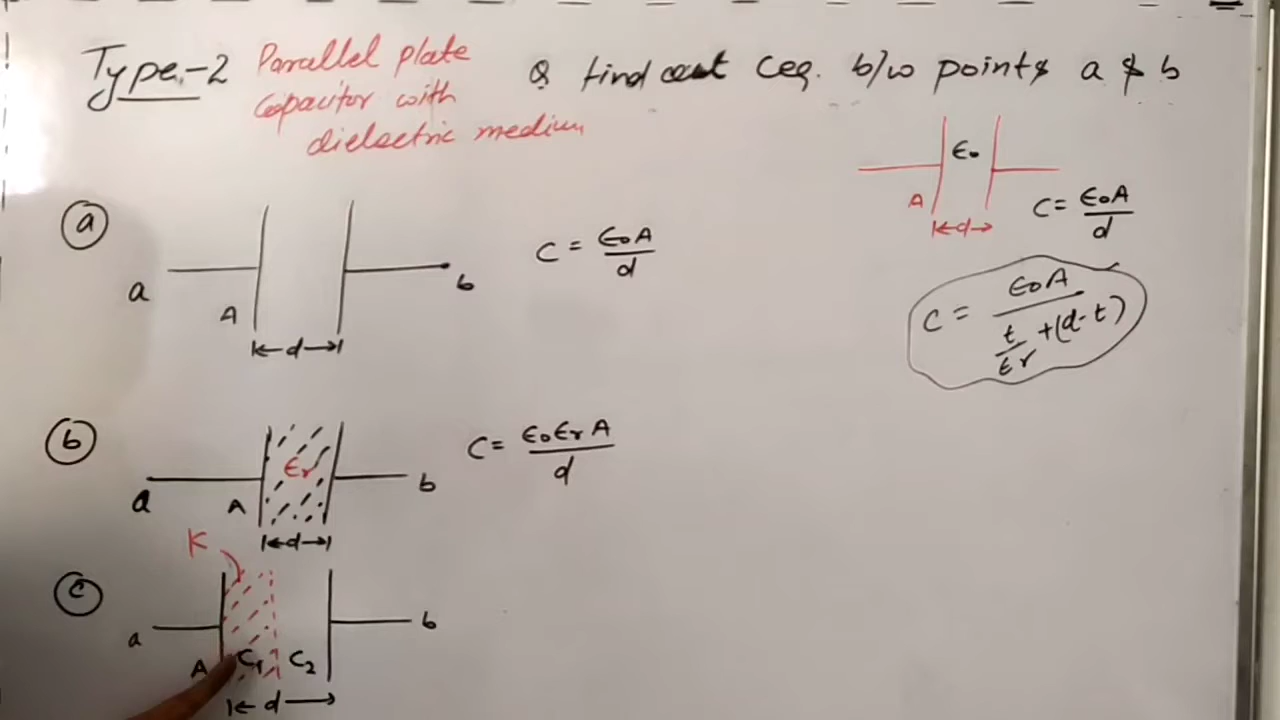 Type-2 Parallel plate capacitor with dielectric medium
Q find out Ceq. b/w points a & b
ε₀
A
K←d→
C = ε₀A/d
C = ε₀A/(t/εr + (d-t))
(a)
a
A
b
K←d→|
C = ε₀A/d
(b)
a
A
εr
b
|←d→|
C = ε₀εrA/d
K
(c)
a
A
C₁ C₂
b
|← d →